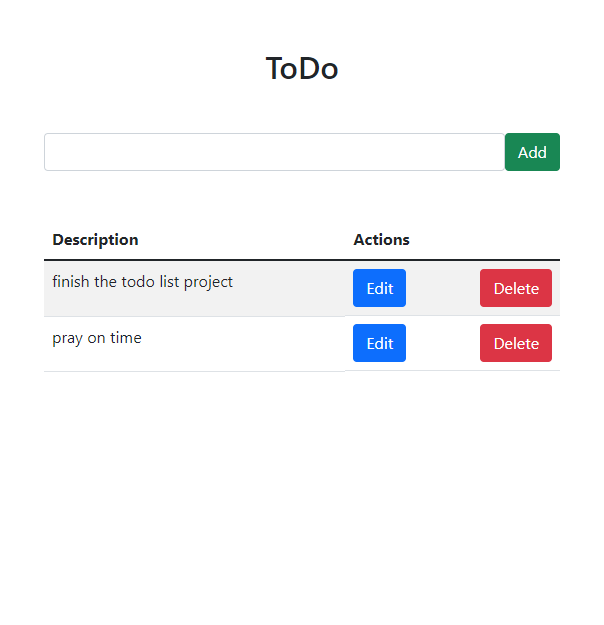 ToDo
Add
Description Actions
finish the todo list project Edit Delete
pray on time Edit Delete